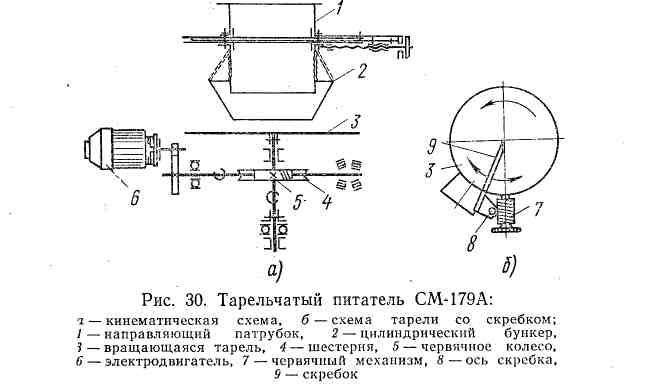 1
2
3
6
5
4
а)
9
3
8
7
б)
Рис. 30. Тарельчатый питатель СМ-179А:
а — кинематическая схема, б — схема тарели со скребком;
1 — направляющий патрубок, 2 — цилиндрический бункер,
3 — вращающаяся тарель, 4 — шестерня, 5 — червячное колесо,
6 — электродвигатель, 7 — червячный механизм, 8 — ось скребка,
9 — скребок